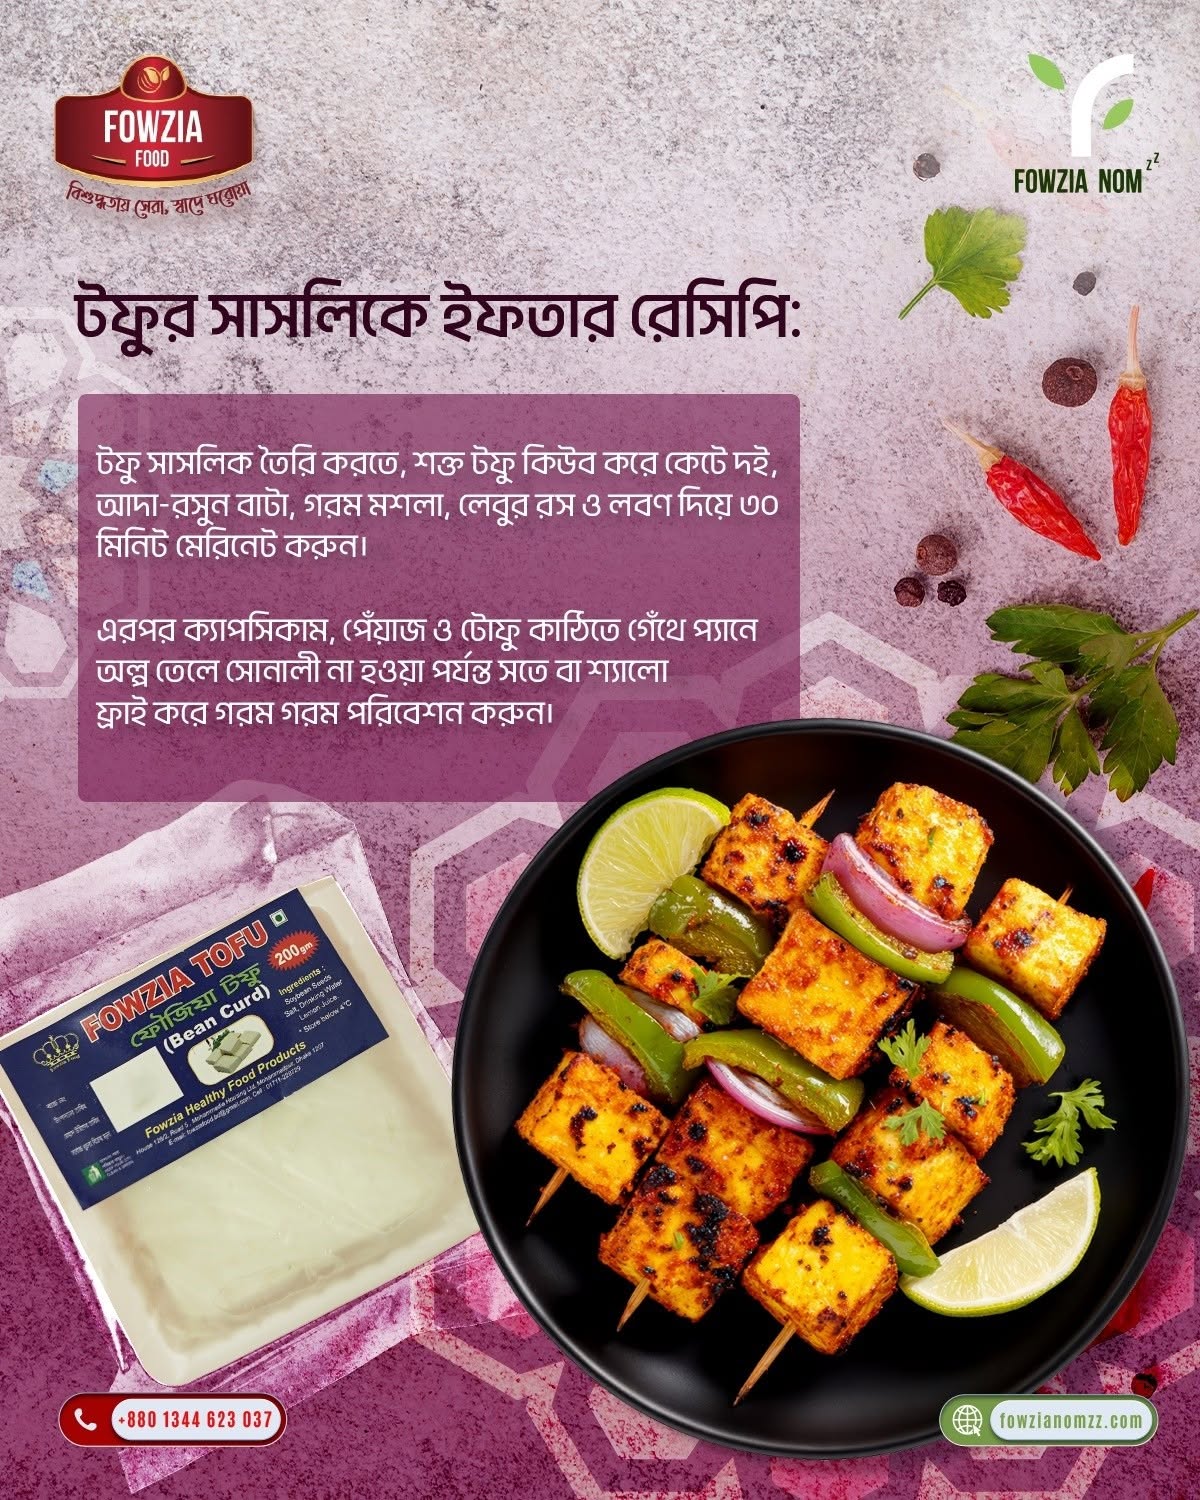 FOWZIA
FOOD
বিশুদ্ধতায় সেরা, স্বাদে ঘরোয়া
FOWZIA NOM zz
টফুর সাসলিকে ইফতার রেসিপি:
টফু সাসলিক তৈরি করতে, শক্ত টফু কিউব করে কেটে দই,
আদা-রসুন বাটা, গরম মশলা, লেবুর রস ও লবণ দিয়ে ৩০
মিনিট মেরিনেট করুন।
এরপর ক্যাপসিকাম, পেঁয়াজ ও টোফু কাঠিতে গেঁথে প্যানে
অল্প তেলে সোনালী না হওয়া পর্যন্ত সতে বা শ্যালো
ফ্রাই করে গরম গরম পরিবেশন করুন।
FOWZIA TOFU
200gm
ফৌজিয়া টফু
(Bean Curd)
Ingredients :
Soybean Seeds
Salt, Drinking Water
Lemon Juice,
* Store below 4°C
Fowzia Healthy Food Products
+880 1344 623 037
fowzianomzz.com